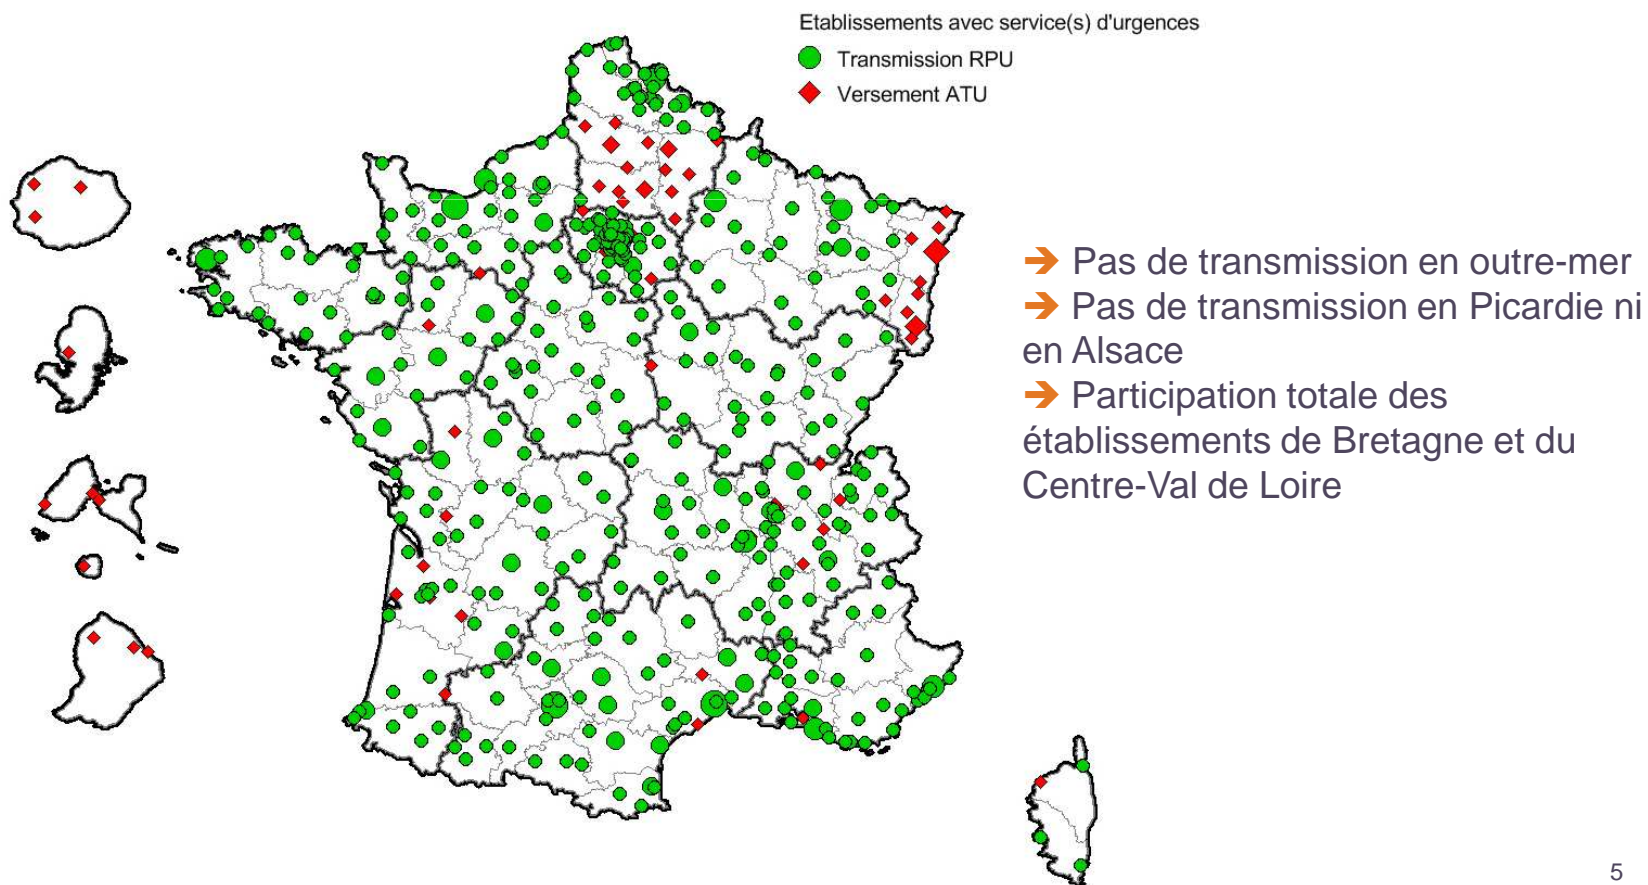 Etablissements avec service(s) d'urgences
Transmission RPU
Versement ATU
➔ Pas de transmission en outre-mer
➔ Pas de transmission en Picardie ni
en Alsace
➔ Participation totale des
établissements de Bretagne et du
Centre-Val de Loire
5